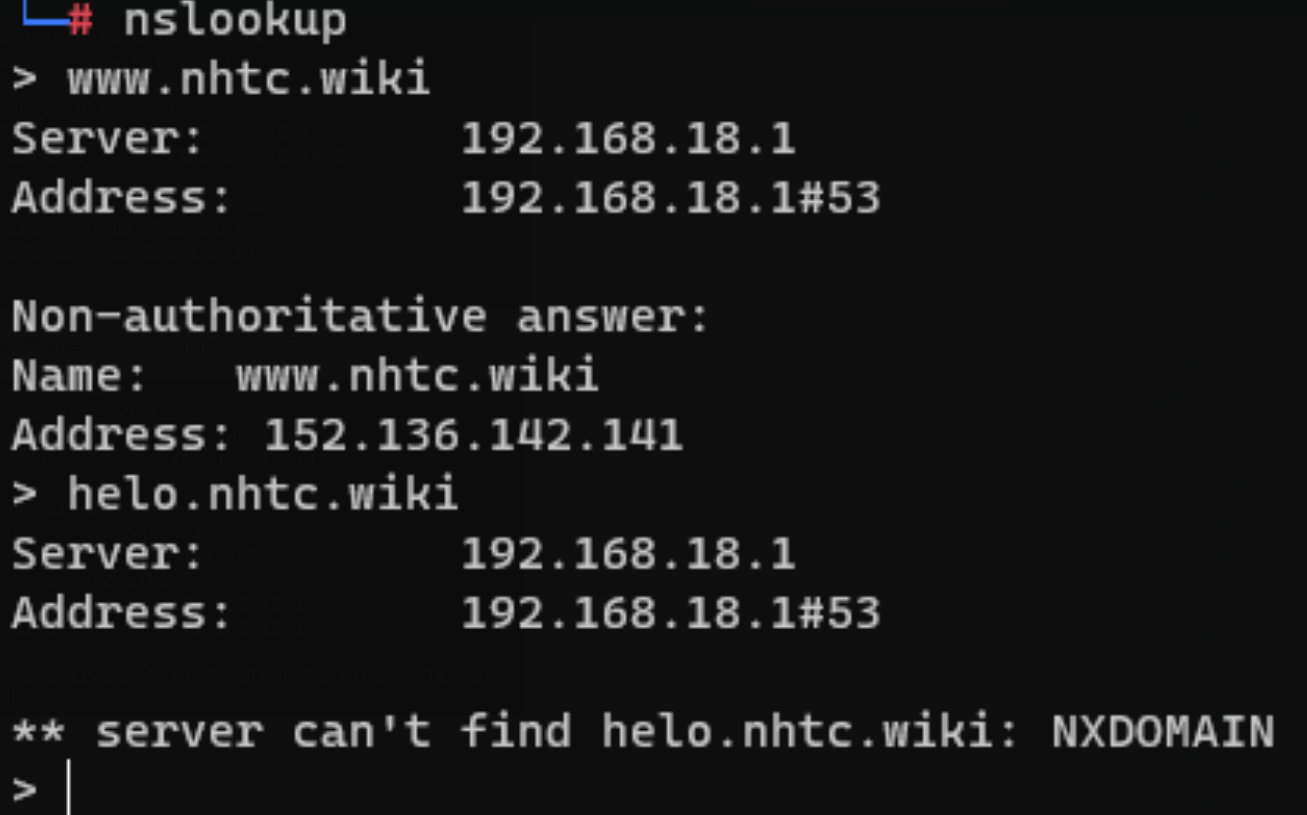 └─# nslookup
> www.nhtc.wiki
Server:         192.168.18.1
Address:        192.168.18.1#53

Non-authoritative answer:
Name:   www.nhtc.wiki
Address: 152.136.142.141
> helo.nhtc.wiki
Server:         192.168.18.1
Address:        192.168.18.1#53

** server can't find helo.nhtc.wiki: NXDOMAIN
>